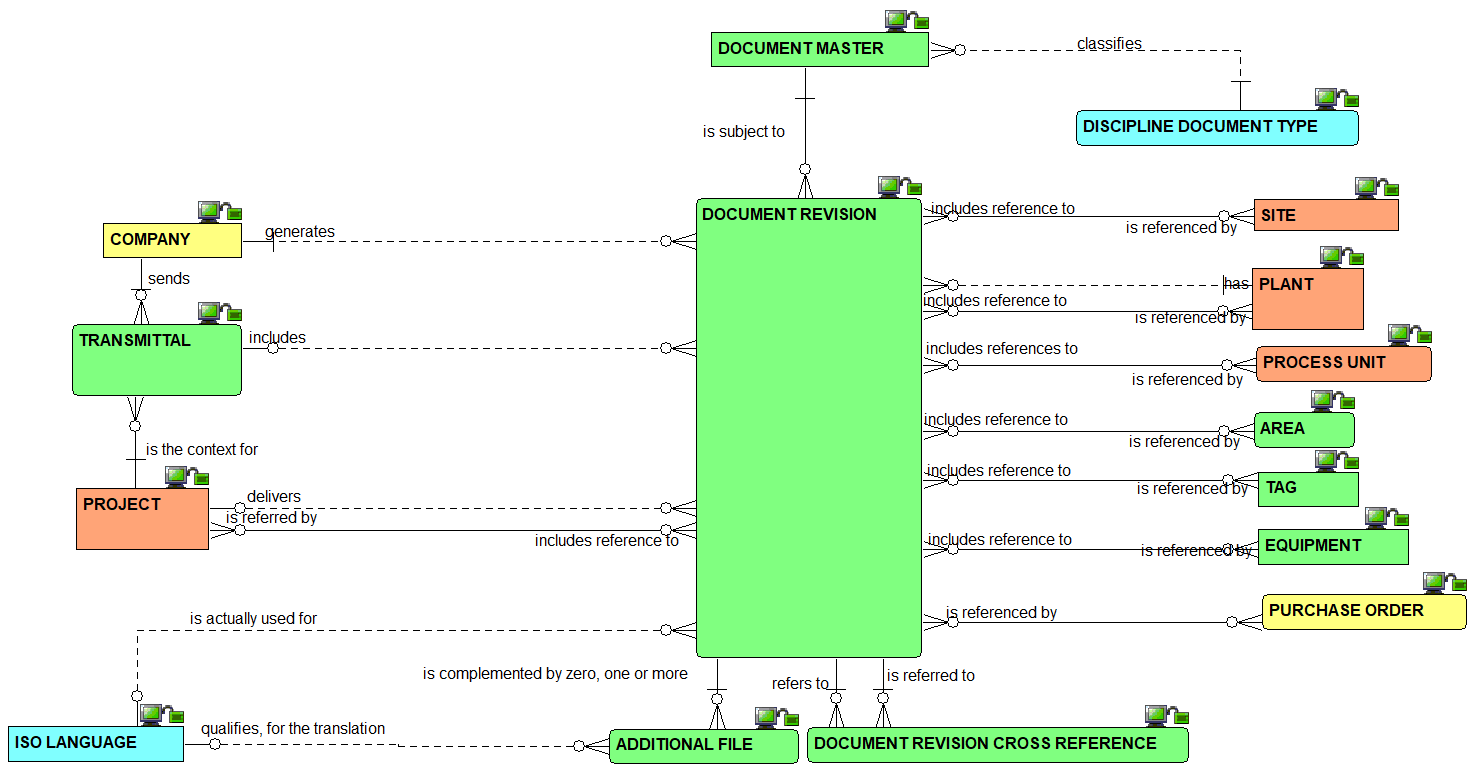 DOCUMENT MASTER
classifies
DISCIPLINE DOCUMENT TYPE
is subject to
DOCUMENT REVISION
includes reference to
SITE
is referenced by
COMPANY
generates
sends
has
PLANT
includes reference to
is referenced by
TRANSMITTAL
includes
includes references to
PROCESS UNIT
is referenced by
includes reference to
AREA
is referenced by
is the context for
includes reference to
TAG
is referenced by
PROJECT
delivers
is referred by
includes reference to
includes reference to
EQUIPMENT
is referenced by
is referenced by
PURCHASE ORDER
is actually used for
is complemented by zero, one or more
refers to
is referred to
ISO LANGUAGE
qualifies, for the translation
ADDITIONAL FILE
DOCUMENT REVISION CROSS REFERENCE